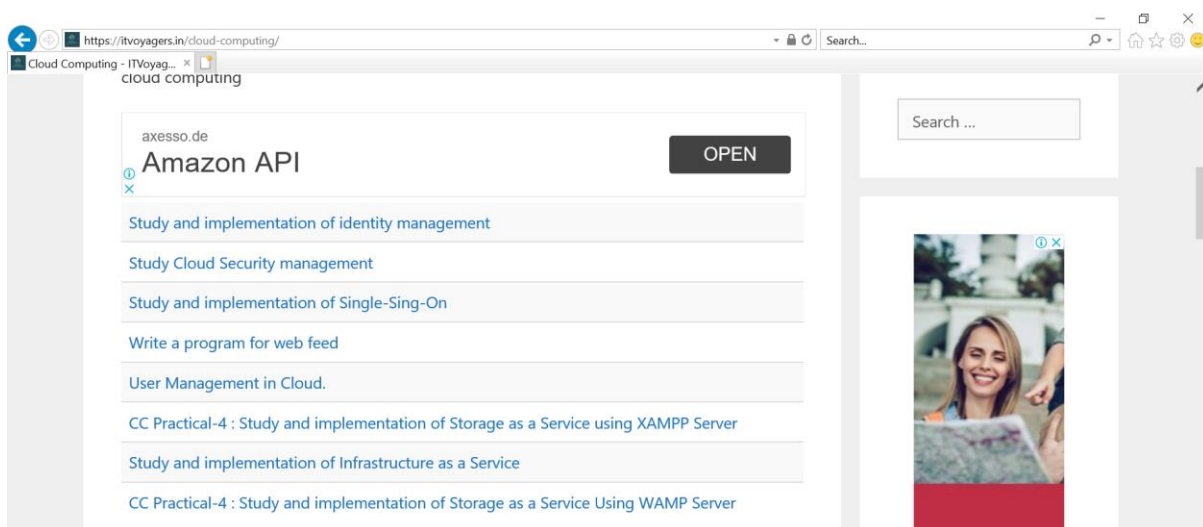 https://itvoyagers.in/cloud-computing/
Search...
Cloud Computing - ITVoyag...
cloud computing
axesso.de
Amazon API
OPEN
Study and implementation of identity management
Study Cloud Security management
Study and implementation of Single-Sing-On
Write a program for web feed
User Management in Cloud.
CC Practical-4 : Study and implementation of Storage as a Service using XAMPP Server
Study and implementation of Infrastructure as a Service
CC Practical-4 : Study and implementation of Storage as a Service Using WAMP Server
Search ...